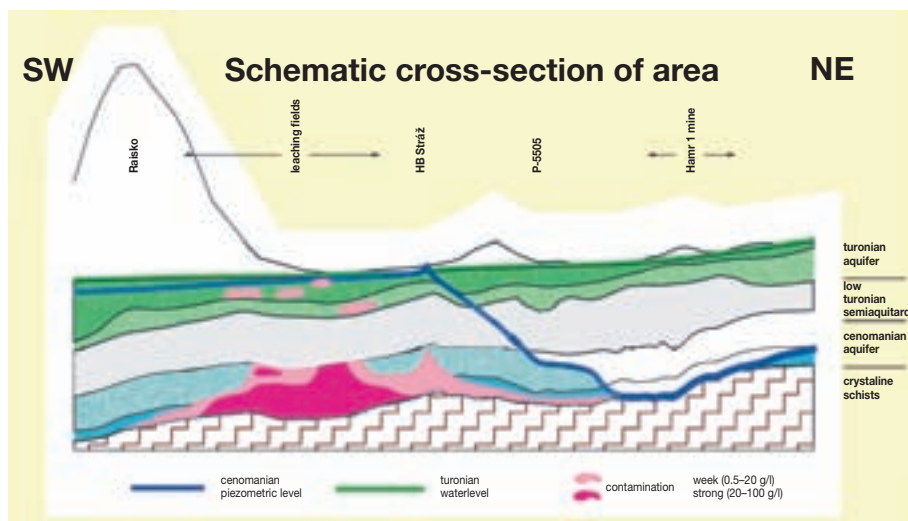 SW
Schematic cross-section of area
NE
Raisko
leaching fields
HB Stráž
P-5505
Hamr 1 mine
turonian
aquifer
low
turonian
semiaquitard
cenomanian
aquifer
crystaline
schists
cenomanian
piezometric level
turonian
waterlevel
contamination
week (0.5–20 g/l)
strong (20–100 g/l)